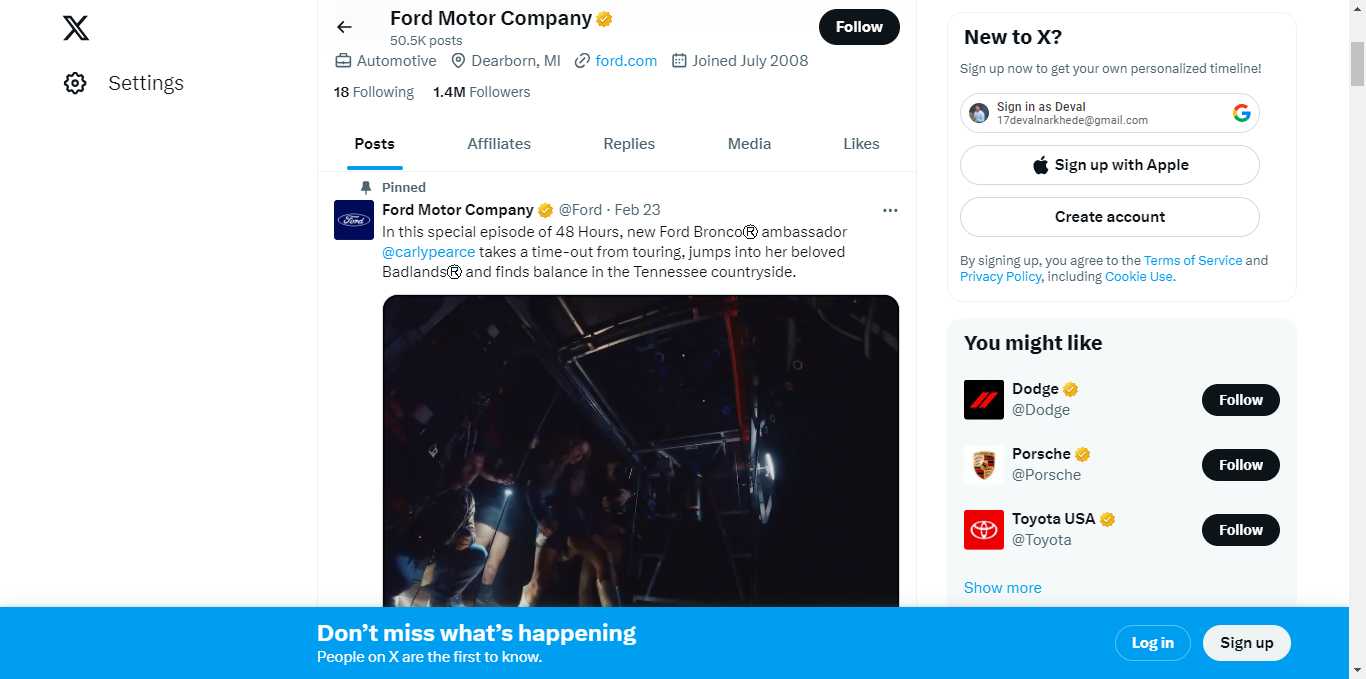 Settings
Ford Motor Company
50.5K posts
Follow
Automotive Dearborn, MI ford.com Joined July 2008
18 Following 1.4M Followers
Posts Affiliates Replies Media Likes
Pinned
Ford
Ford Motor Company @Ford · Feb 23
In this special episode of 48 Hours, new Ford Bronco® ambassador
@carlypearce takes a time-out from touring, jumps into her beloved
Badlands® and finds balance in the Tennessee countryside.
New to X?
Sign up now to get your own personalized timeline!
Sign in as Deval
17devalnarkhede@gmail.com
Sign up with Apple
Create account
By signing up, you agree to the Terms of Service and
Privacy Policy, including Cookie Use.
You might like
Dodge
@Dodge
Follow
Porsche
@Porsche
Follow
Toyota USA
@Toyota
Follow
Show more
Don’t miss what’s happening
People on X are the first to know.
Log in
Sign up